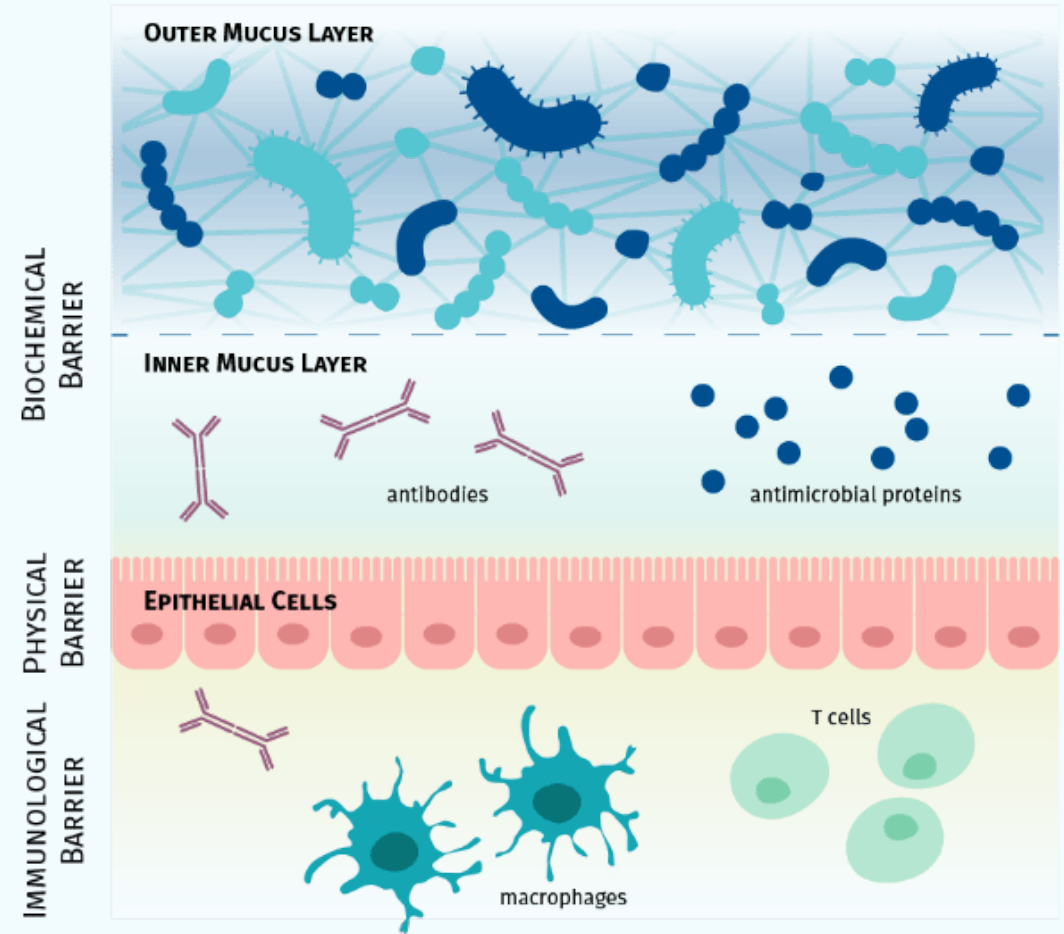 OUTER MUCUS LAYER
BIOCHEMICAL
BARRIER
INNER MUCUS LAYER
antibodies
antimicrobial proteins
PHYSICAL
BARRIER
EPITHELIAL CELLS
IMMUNOLOGICAL
BARRIER
T cells
macrophages